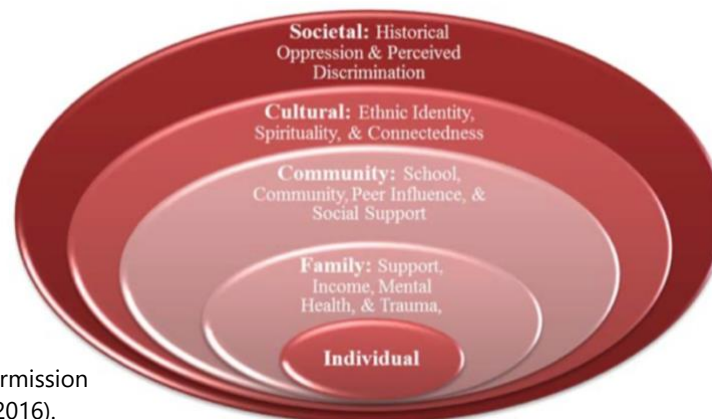 Societal: Historical
Oppression & Perceived
Discrimination
Cultural: Ethnic Identity,
Spirituality, & Connectedness
Community: School,
Community, Peer Influence, &
Social Support
Family: Support,
Income, Mental
Health, & Trauma,
Individual
rmission
2016).